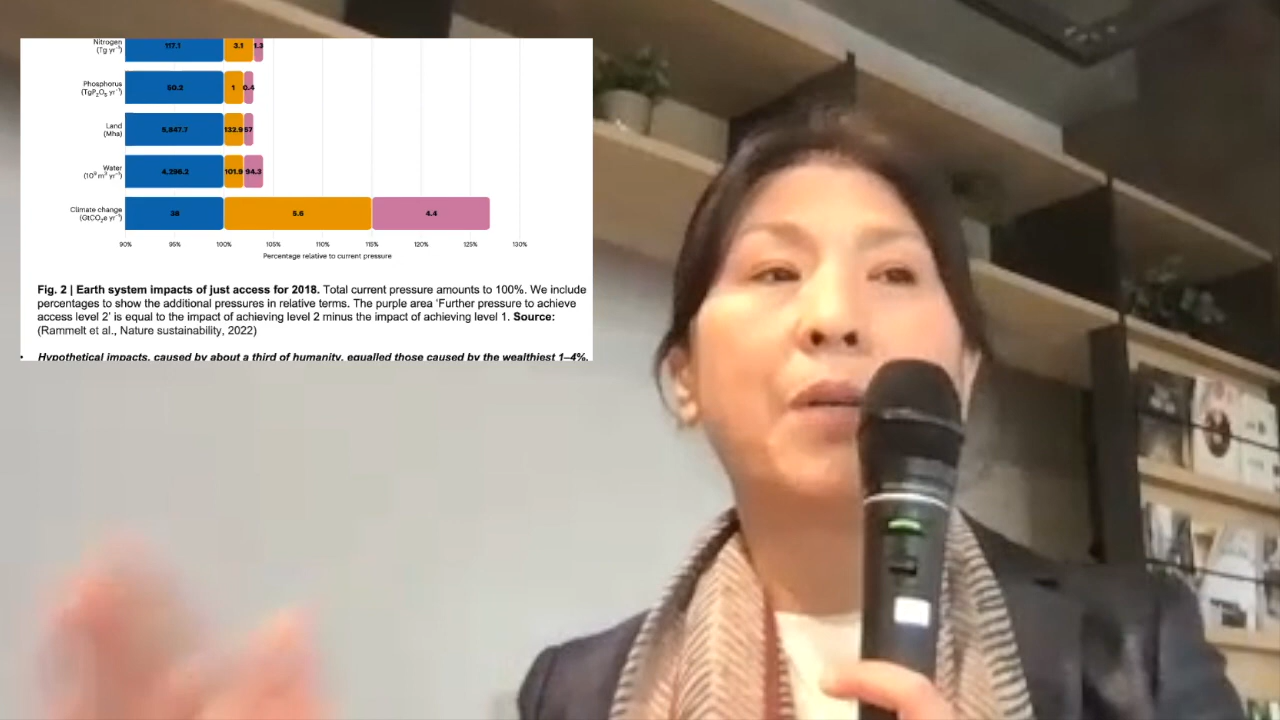 Nitrogen
(Tg yr⁻¹)
117.1 3.1 1.3
Phosphorus
(TgP₂O₅ yr⁻¹)
50.2 1 0.4
Land
(Mha)
5,847.7 132.9 57
Water
(10⁹ m³ yr⁻¹)
4,296.2 101.9 94.3
Climate change
(GtCO₂e yr⁻¹)
38 5.6 4.4
90% 95% 100% 105% 110% 115% 120% 125% 130%
Percentage relative to current pressure
Fig. 2 | Earth system impacts of just access for 2018. Total current pressure amounts to 100%. We include
percentages to show the additional pressures in relative terms. The purple area 'Further pressure to achieve
access level 2' is equal to the impact of achieving level 2 minus the impact of achieving level 1. Source:
(Rammelt et al., Nature sustainability, 2022)
• Hypothetical impacts, caused by about a third of humanity, equalled those caused by the wealthiest 1–4%.